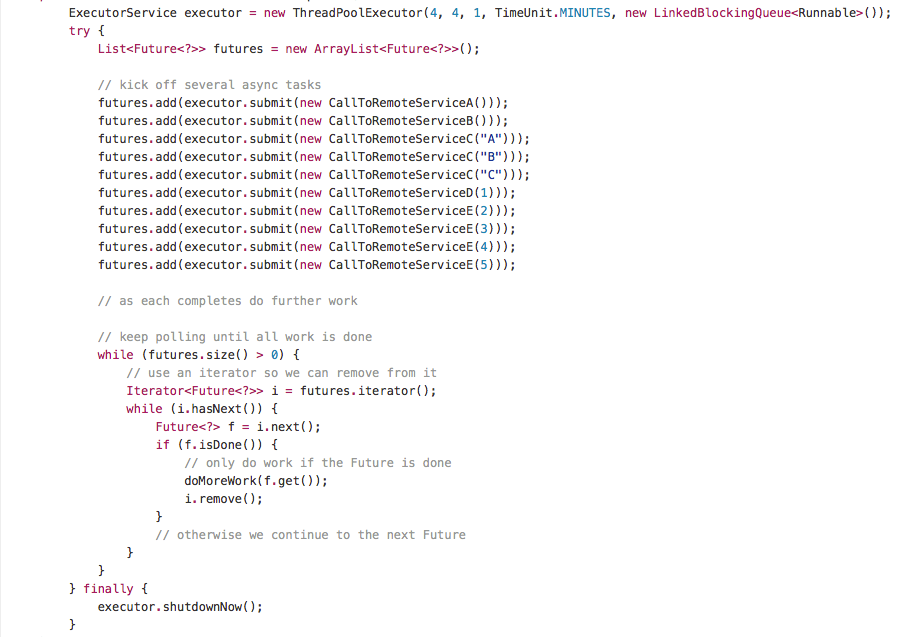 ExecutorService executor = new ThreadPoolExecutor(4, 4, 1, TimeUnit.MINUTES, new LinkedBlockingQueue<Runnable>());
try {
    List<Future<?>> futures = new ArrayList<Future<?>>();

    // kick off several async tasks
    futures.add(executor.submit(new CallToRemoteServiceA()));
    futures.add(executor.submit(new CallToRemoteServiceB()));
    futures.add(executor.submit(new CallToRemoteServiceC("A")));
    futures.add(executor.submit(new CallToRemoteServiceC("B")));
    futures.add(executor.submit(new CallToRemoteServiceC("C")));
    futures.add(executor.submit(new CallToRemoteServiceD(1)));
    futures.add(executor.submit(new CallToRemoteServiceE(2)));
    futures.add(executor.submit(new CallToRemoteServiceE(3)));
    futures.add(executor.submit(new CallToRemoteServiceE(4)));
    futures.add(executor.submit(new CallToRemoteServiceE(5)));

    // as each completes do further work

    // keep polling until all work is done
    while (futures.size() > 0) {
        // use an iterator so we can remove from it
        Iterator<Future<?>> i = futures.iterator();
        while (i.hasNext()) {
            Future<?> f = i.next();
            if (f.isDone()) {
                // only do work if the Future is done
                doMoreWork(f.get());
                i.remove();
            }
            // otherwise we continue to the next Future
        }
    }
} finally {
    executor.shutdownNow();
}